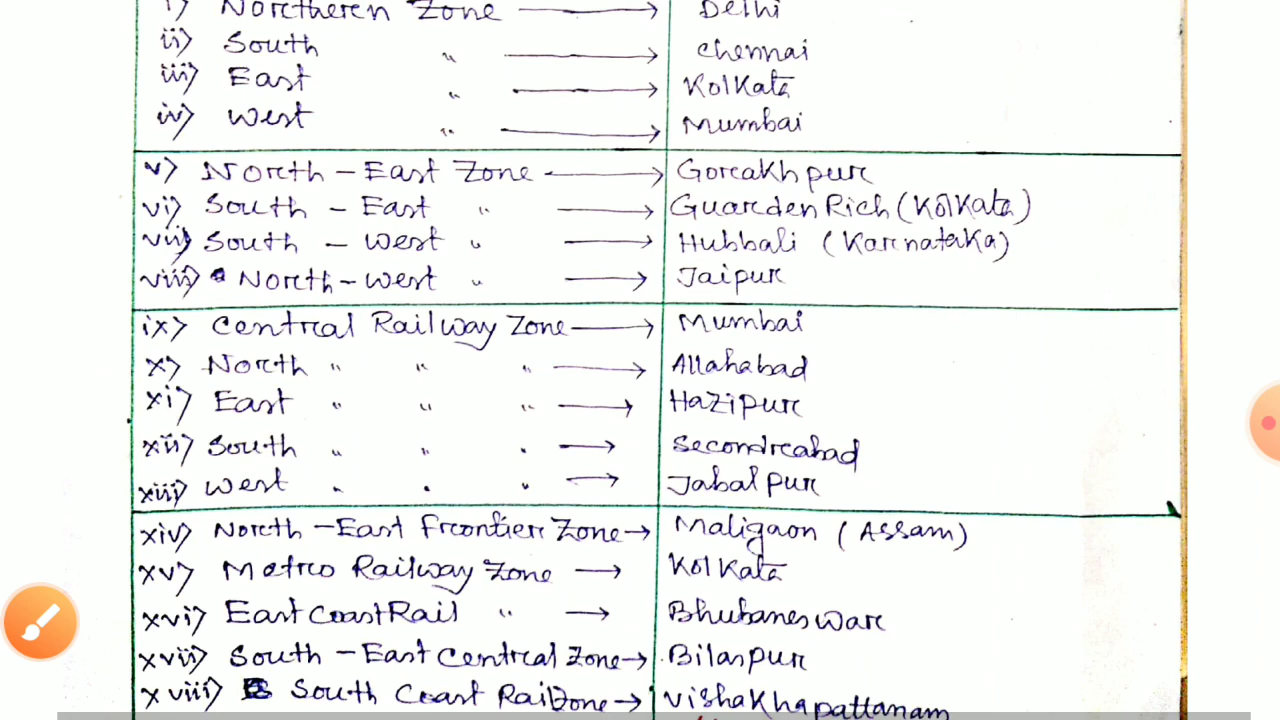 i) Northeren Zone → Delhi
ii) South " → Chennai
iii) East " → Kolkata
iv) West " → Mumbai
v) North - East Zone → Gorakhpur
vi) South - East " → Guarden Rich (Kolkata)
vii) South - West " → Hubbali (Karnataka)
viii) North - West " → Jaipur
ix) Central Railway Zone → Mumbai
x) North " " " → Allahabad
xi) East " " " → Hazipur
xii) South " " " → Secondrabad
xiii) West " " " → Jabalpur
xiv) North - East Frontier Zone → Maligaon (Assam)
xv) Metro Railway Zone → Kolkata
xvi) East Coast Rail " → Bhubaneswar
xvii) South - East Central Zone → Bilaspur
xviii) South Coast Rail Zone → Vishakhapattanam